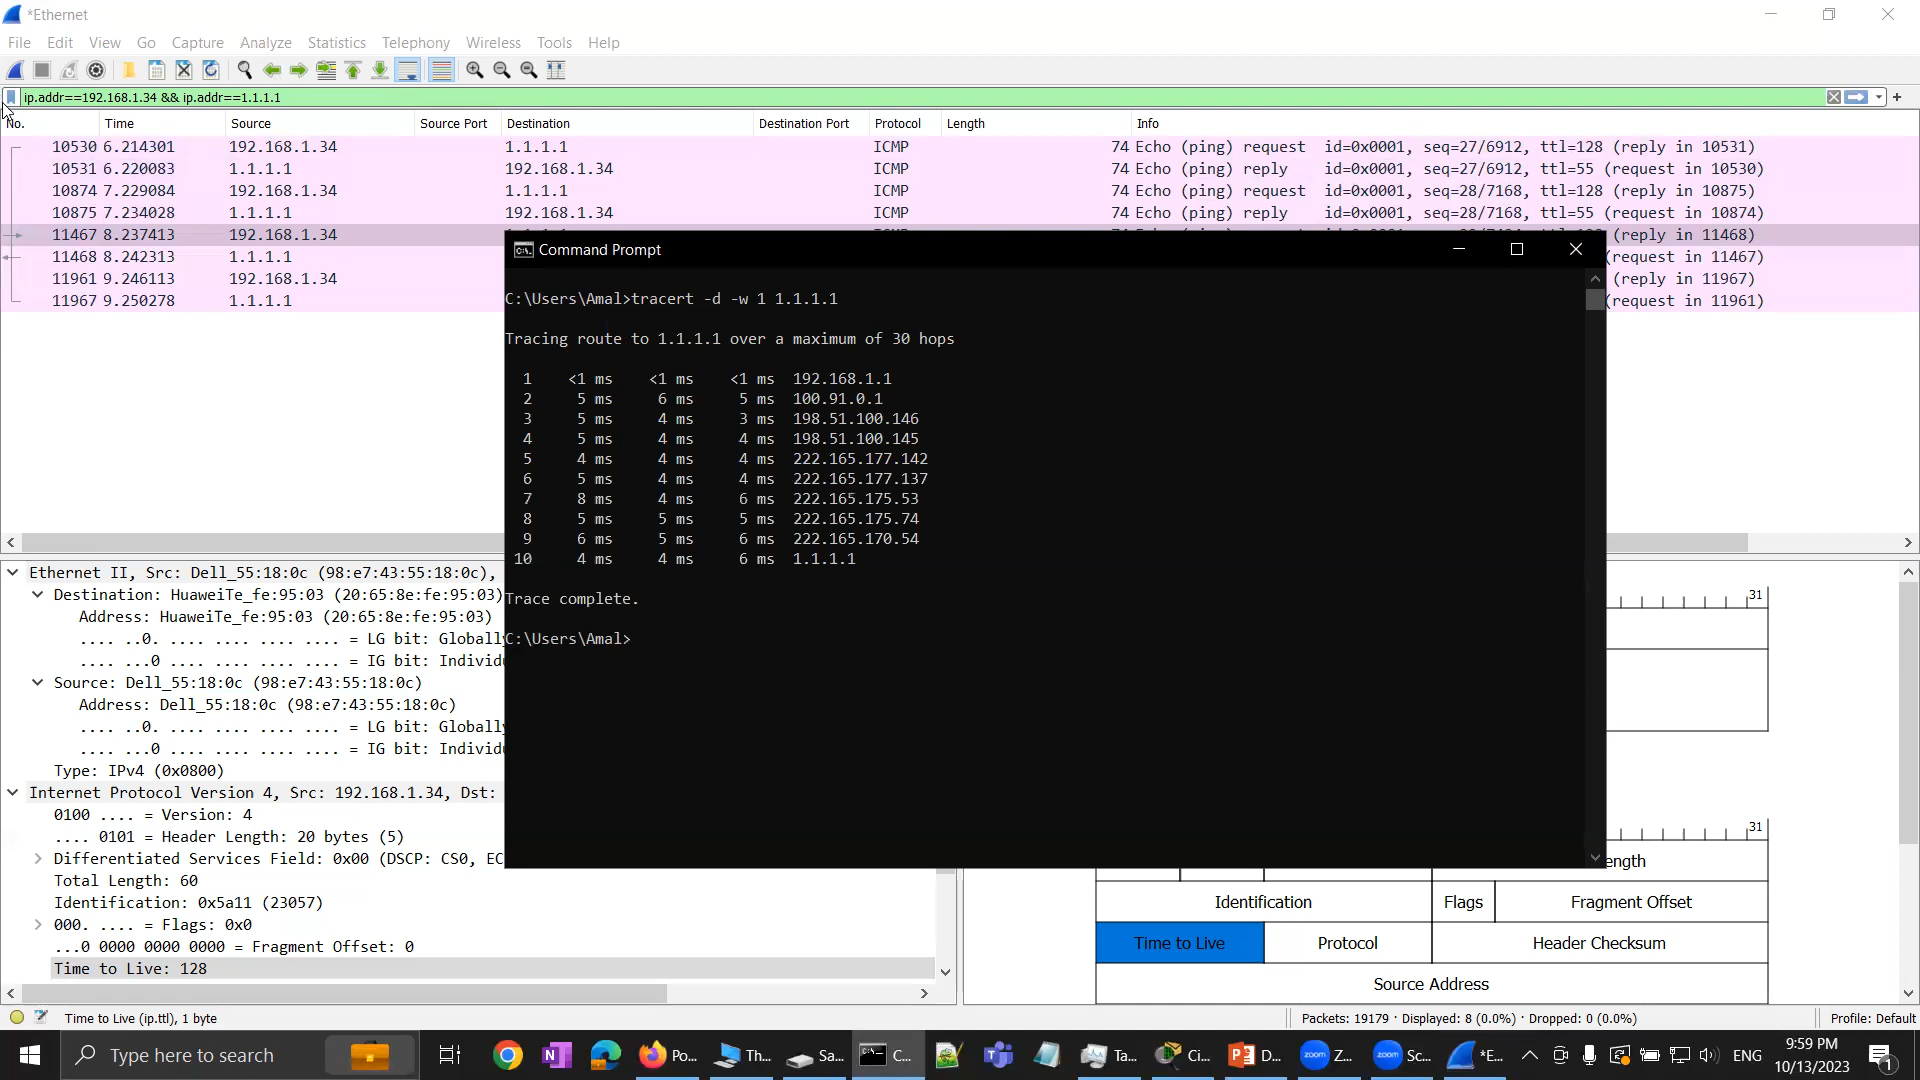 *Ethernet
File Edit View Go Capture Analyze Statistics Telephony Wireless Tools Help
ip.addr==192.168.1.34 && ip.addr==1.1.1.1
No. Time Source Source Port Destination Destination Port Protocol Length Info
10530 6.214301 192.168.1.34 1.1.1.1 ICMP 74 Echo (ping) request id=0x0001, seq=27/6912, ttl=128 (reply in 10531)
10531 6.220083 1.1.1.1 192.168.1.34 ICMP 74 Echo (ping) reply id=0x0001, seq=27/6912, ttl=55 (request in 10530)
10874 7.229084 192.168.1.34 1.1.1.1 ICMP 74 Echo (ping) request id=0x0001, seq=28/7168, ttl=128 (reply in 10875)
10875 7.234028 1.1.1.1 192.168.1.34 ICMP 74 Echo (ping) reply id=0x0001, seq=28/7168, ttl=55 (request in 10874)
11467 8.237413 192.168.1.34 (reply in 11468)
11468 8.242313 1.1.1.1 (request in 11467)
11961 9.246113 192.168.1.34 (reply in 11967)
11967 9.250278 1.1.1.1 (request in 11961)
Command Prompt
C:\Users\Amal>tracert -d -w 1 1.1.1.1
Tracing route to 1.1.1.1 over a maximum of 30 hops
1 <1 ms <1 ms <1 ms 192.168.1.1
2 5 ms 6 ms 5 ms 100.91.0.1
3 5 ms 4 ms 3 ms 198.51.100.146
4 5 ms 4 ms 4 ms 198.51.100.145
5 4 ms 4 ms 4 ms 222.165.177.142
6 5 ms 4 ms 4 ms 222.165.177.137
7 8 ms 4 ms 6 ms 222.165.175.53
8 5 ms 5 ms 5 ms 222.165.175.74
9 6 ms 5 ms 6 ms 222.165.170.54
10 4 ms 4 ms 6 ms 1.1.1.1
Trace complete.
C:\Users\Amal>
Ethernet II, Src: Dell_55:18:0c (98:e7:43:55:18:0c),
Destination: HuaweiTe_fe:95:03 (20:65:8e:fe:95:03)
Address: HuaweiTe_fe:95:03 (20:65:8e:fe:95:03)
.... ..0. .... .... .... .... = LG bit: Globall
.... ...0 .... .... .... .... = IG bit: Individ
Source: Dell_55:18:0c (98:e7:43:55:18:0c)
Address: Dell_55:18:0c (98:e7:43:55:18:0c)
.... ..0. .... .... .... .... = LG bit: Globall
.... ...0 .... .... .... .... = IG bit: Individ
Type: IPv4 (0x0800)
Internet Protocol Version 4, Src: 192.168.1.34, Dst:
0100 .... = Version: 4
.... 0101 = Header Length: 20 bytes (5)
Differentiated Services Field: 0x00 (DSCP: CS0, EC
Total Length: 60
Identification: 0x5a11 (23057)
000. .... = Flags: 0x0
...0 0000 0000 0000 = Fragment Offset: 0
Time to Live: 128
31
31
ength
Identification Flags Fragment Offset
Time to Live Protocol Header Checksum
Source Address
Time to Live (ip.ttl), 1 byte
Packets: 19179 · Displayed: 8 (0.0%) · Dropped: 0 (0.0%)
Profile: Default
Type here to search
Po...
Th...
Sa...
C...
Ta...
Ci...
D...
zoom
Z...
zoom
Sc...
*E...
ENG
9:59 PM
10/13/2023
1